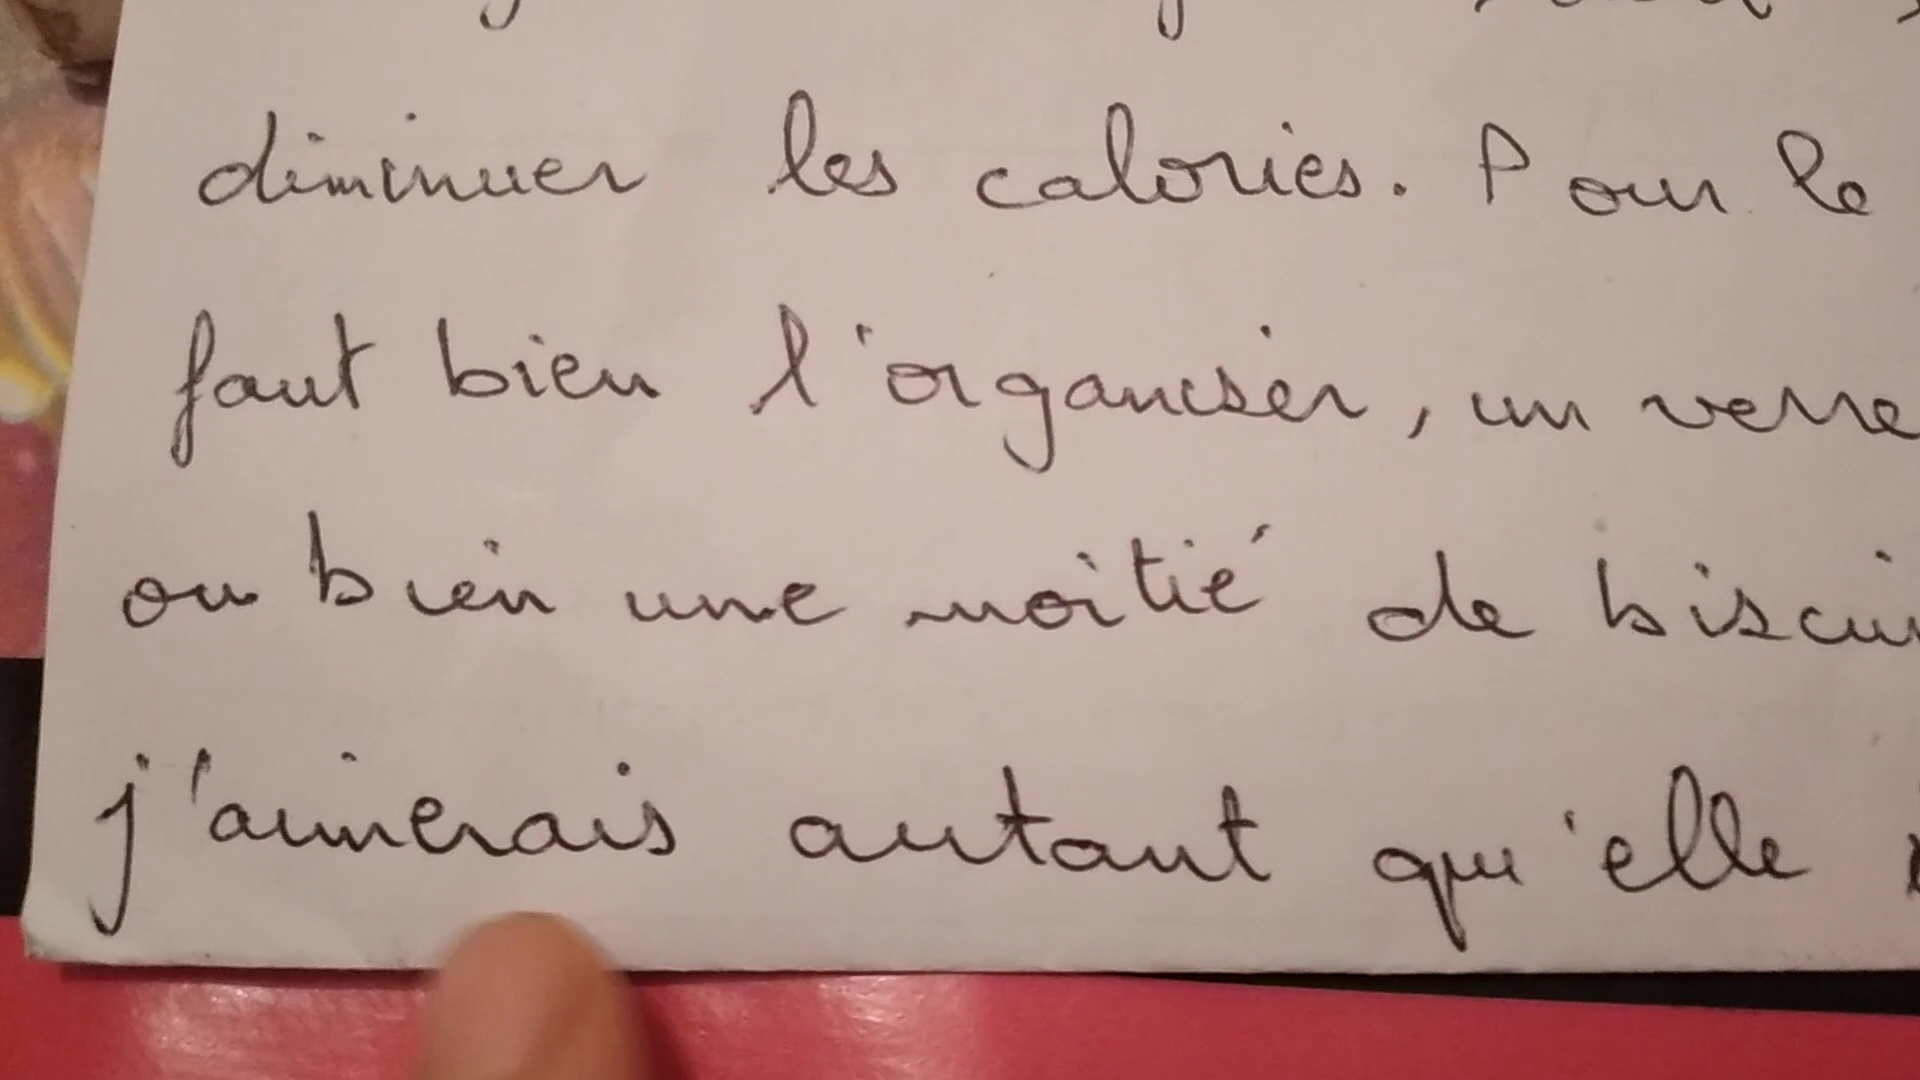 diminuer les calories. Pour le
faut bien l'organiser, un verre
ou bien une moitié de biscui
j'aimerais autant qu'elle